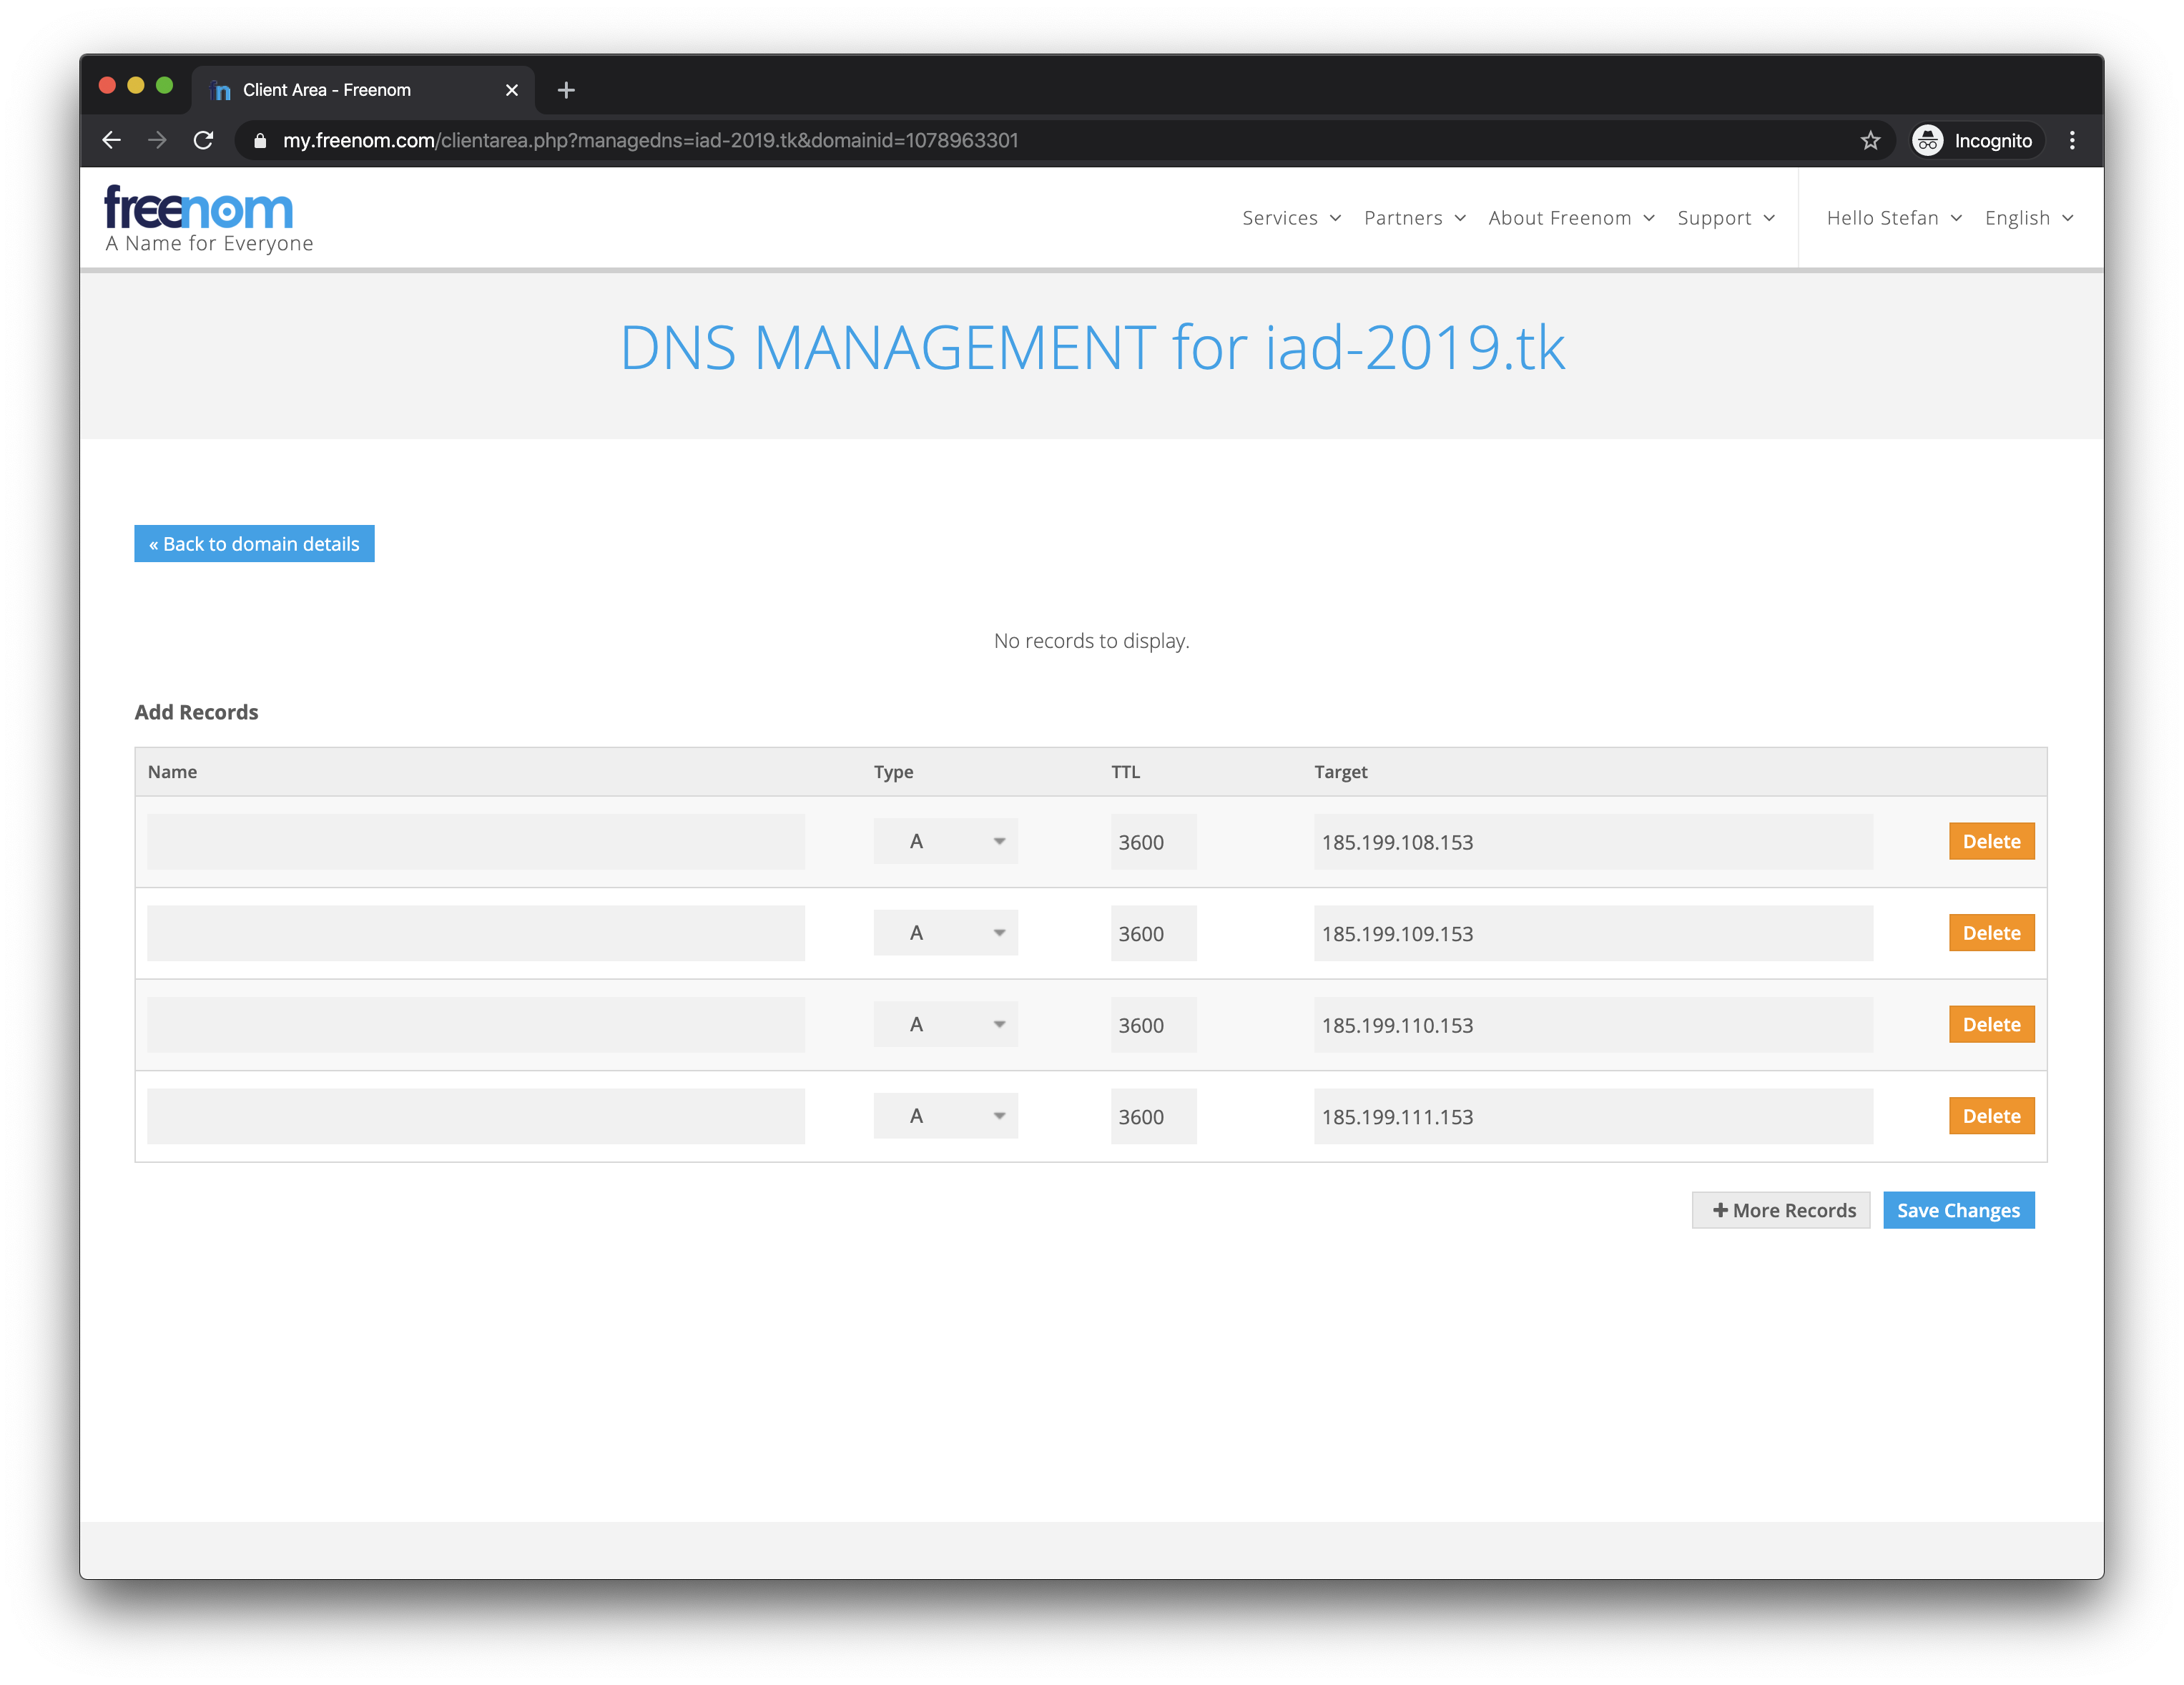 Client Area - Freenom
my.freenom.com/clientarea.php?managedns=iad-2019.tk&domainid=1078963301
Incognito
freenom
A Name for Everyone
Services Partners About Freenom Support Hello Stefan English
DNS MANAGEMENT for iad-2019.tk
« Back to domain details
No records to display.
Add Records
Name Type TTL Target
A 3600 185.199.108.153 Delete
A 3600 185.199.109.153 Delete
A 3600 185.199.110.153 Delete
A 3600 185.199.111.153 Delete
+ More Records Save Changes